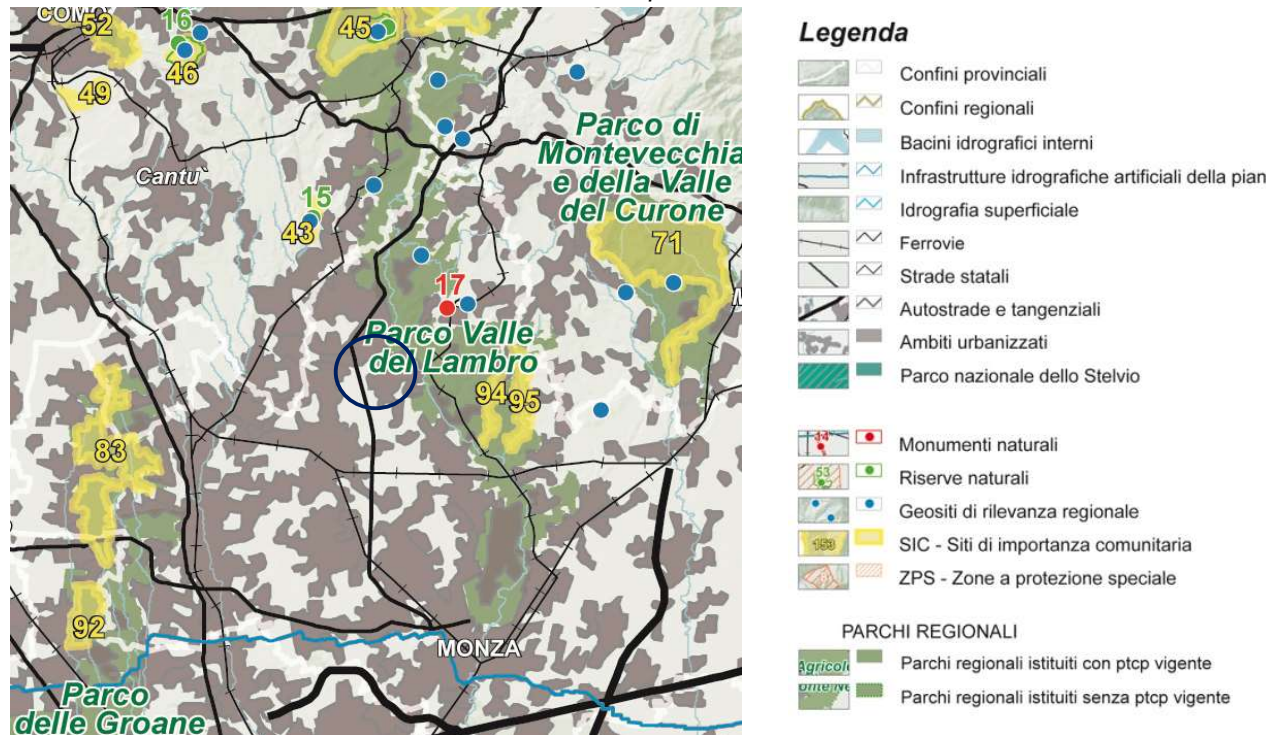 COMO
52
16
46
49
45
Cantu`
15
43
Parco di
Montevecchia
e della Valle
del Curone
71
17
Parco Valle
del Lambro
94
95
83
92
MONZA
Parco
delle Groane
Legenda
Confini provinciali
Confini regionali
Bacini idrografici interni
Infrastrutture idrografiche artificiali della pian
Idrografia superficiale
Ferrovie
Strade statali
Autostrade e tangenziali
Ambiti urbanizzati
Parco nazionale dello Stelvio
Monumenti naturali
53
Riserve naturali
Geositi di rilevanza regionale
153
SIC - Siti di importanza comunitaria
ZPS - Zone a protezione speciale
PARCHI REGIONALI
Agricol
Parchi regionali istituiti con ptcp vigente
Parchi regionali istituiti senza ptcp vigente